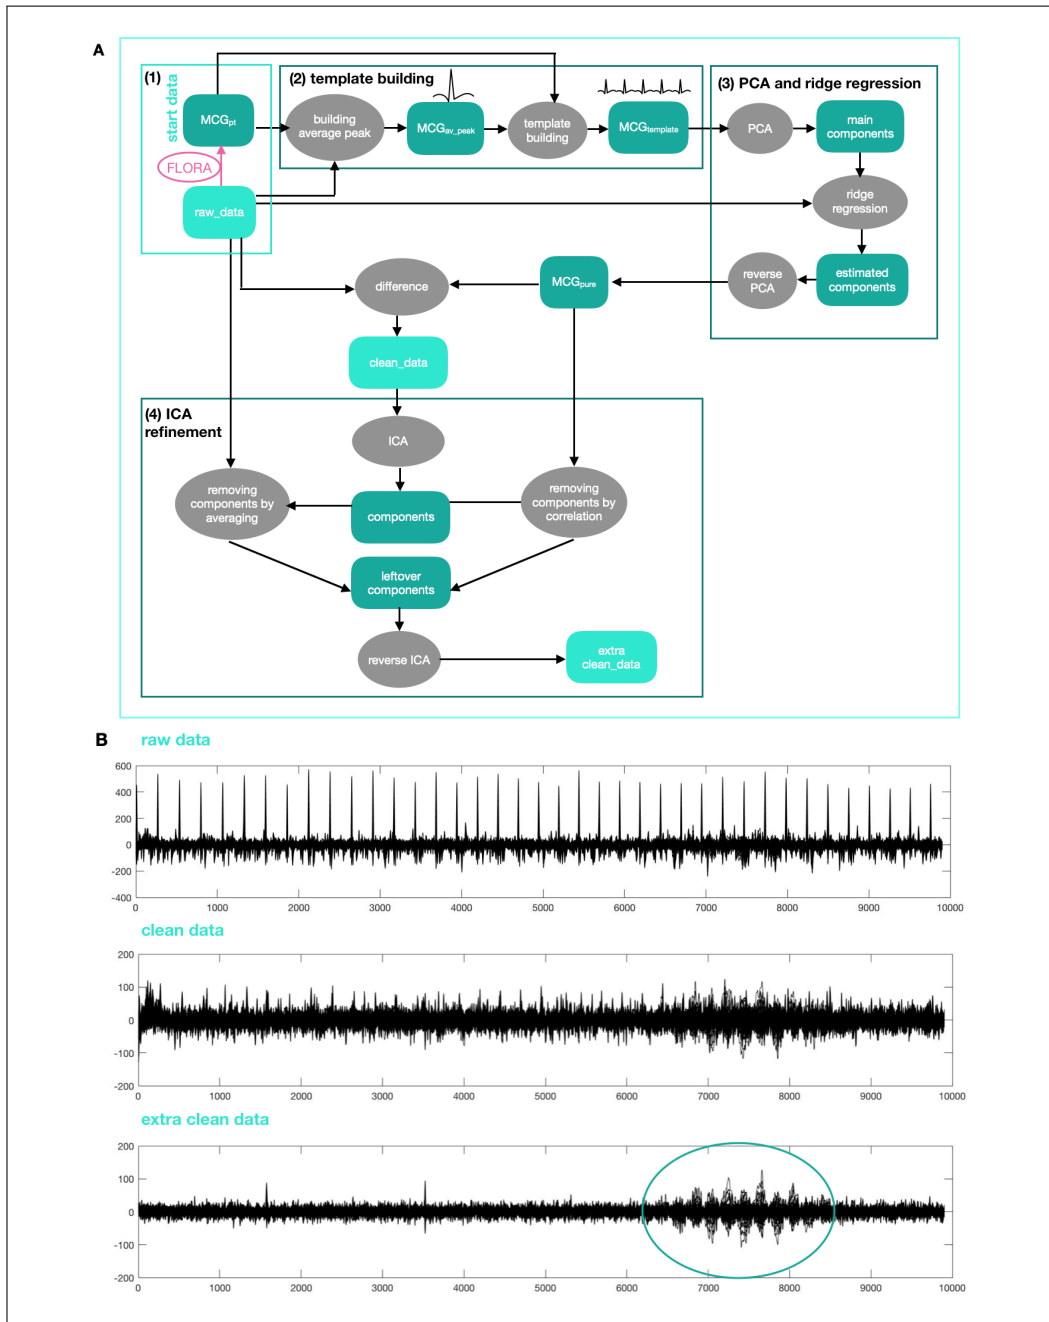 A
(1)
start data
MCGpt
FLORA
raw_data
(2) template building
building
average peak
MCGav_peak
template
building
MCGtemplate
(3) PCA and ridge regression
PCA
main
components
ridge
regression
reverse
PCA
estimated
components
difference
MCGpure
clean_data
(4) ICA
refinement
ICA
removing
components by
averaging
components
removing
components by
correlation
leftover
components
reverse ICA
extra
clean_data
B
raw data
600
400
200
0
-200
-400
0 1000 2000 3000 4000 5000 6000 7000 8000 9000 10000
clean data
200
100
0
-100
-200
0 1000 2000 3000 4000 5000 6000 7000 8000 9000 10000
extra clean data
200
100
0
-100
-200
0 1000 2000 3000 4000 5000 6000 7000 8000 9000 10000